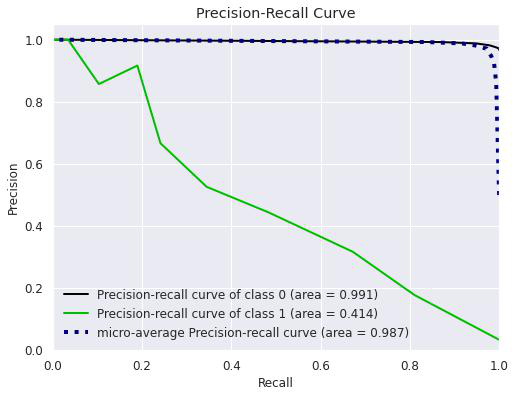 Precision-Recall Curve
1.0
0.8
0.6
0.4
0.2
0.0
Precision
Precision-recall curve of class 0 (area = 0.991)
Precision-recall curve of class 1 (area = 0.414)
micro-average Precision-recall curve (area = 0.987)
0.0 0.2 0.4 0.6 0.8 1.0
Recall